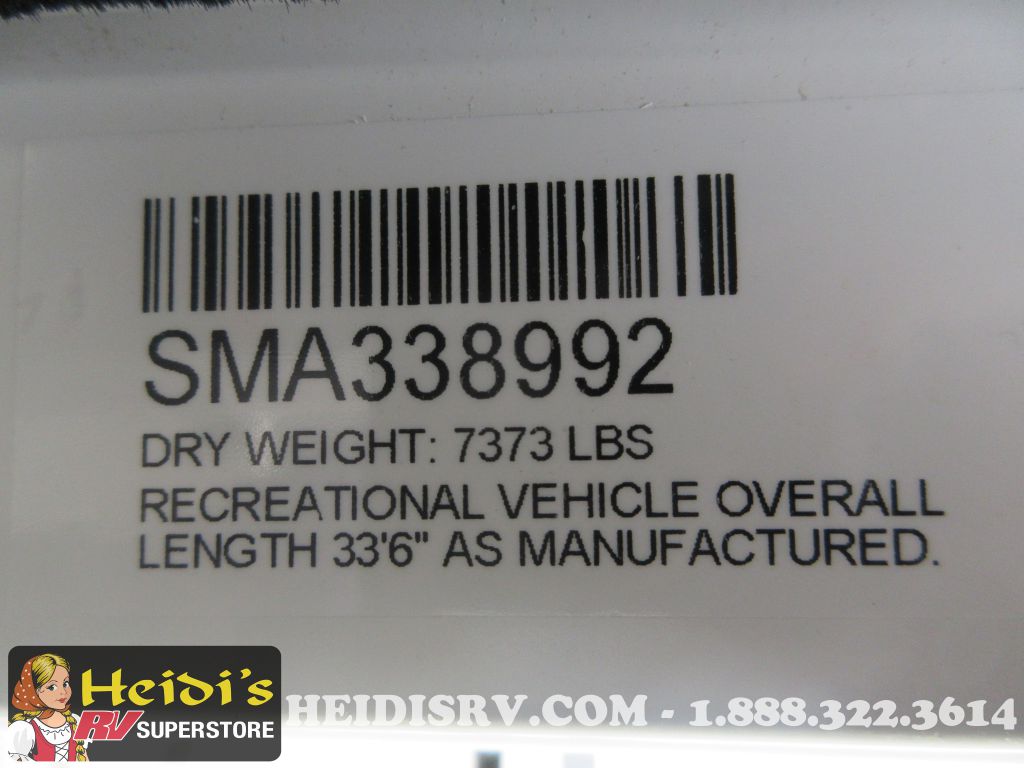 SMA338992
DRY WEIGHT: 7373 LBS
RECREATIONAL VEHICLE OVERALL
LENGTH 33'6" AS MANUFACTURED.
Heidi's
RV SUPERSTORE
HEIDISRV.COM - 1.888.322.3614